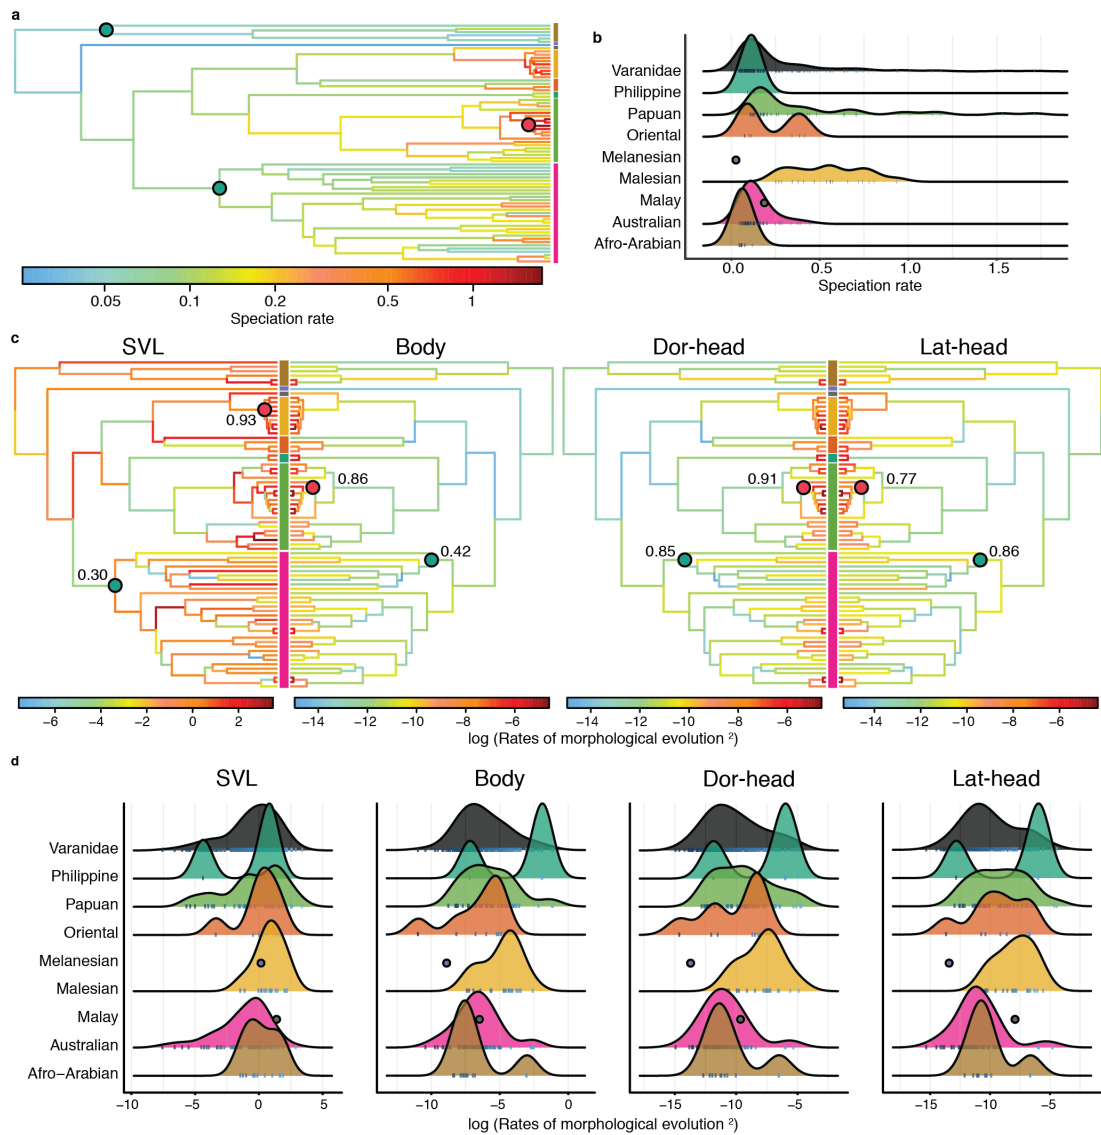 a
0.05 0.1 0.2 0.5 1
Speciation rate
b
Varanidae
Philippine
Papuan
Oriental
Melanesian
Malesian
Malay
Australian
Afro-Arabian
0.0 0.5 1.0 1.5
Speciation rate
c
SVL Body Dor-head Lat-head
0.93
0.86
0.91 0.77
0.30
0.42
0.85 0.86
−6 −4 −2 0 2
−14 −12 −10 −8 −6
−14 −12 −10 −8 −6
−14 −12 −10 −8 −6
log (Rates of morphological evolution ²)
d
SVL Body Dor-head Lat-head
Varanidae
Philippine
Papuan
Oriental
Melanesian
Malesian
Malay
Australian
Afro−Arabian
−10 −5 0 5
−10 −5 0
−15 −10 −5
−15 −10 −5
log (Rates of morphological evolution ²)